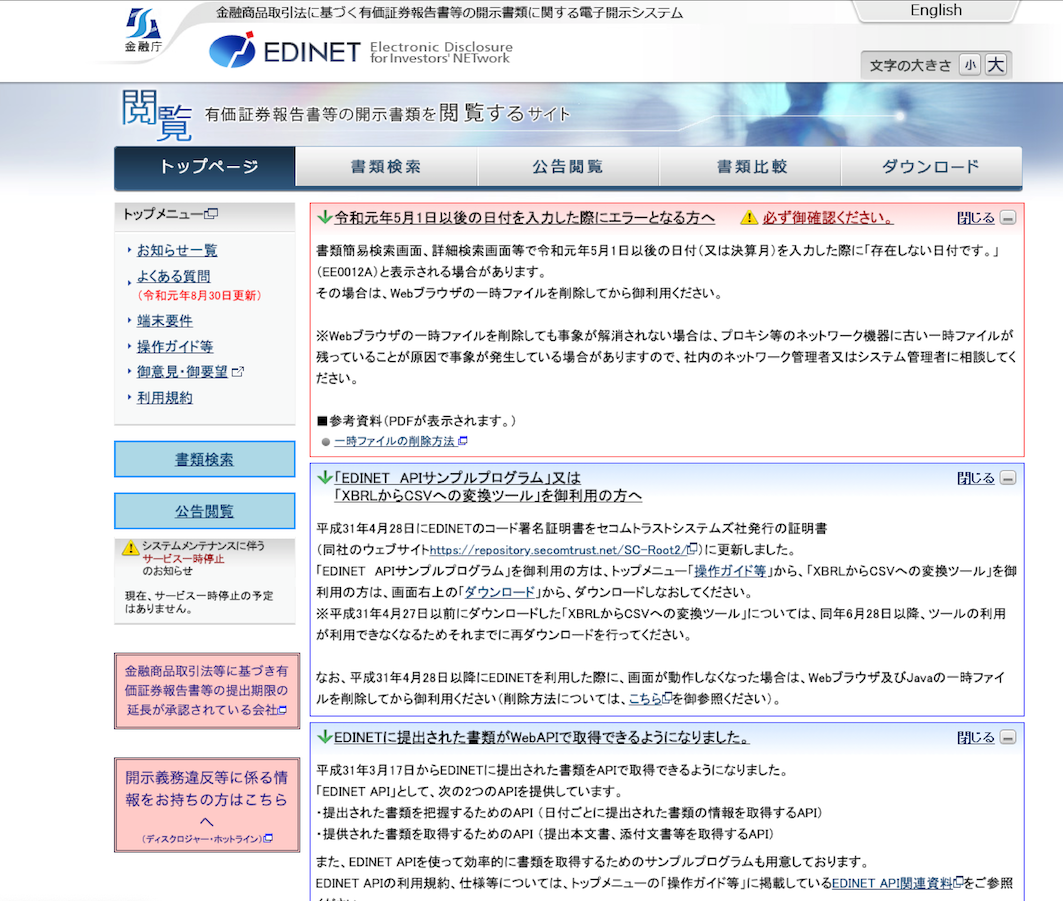 金融商品取引法に基づく有価証券報告書等の開示書類に関する電子開示システム
English
金融庁
EDINET
Electronic Disclosure
for Investors' NETwork
文字の大きさ 小 大
閲覧 有価証券報告書等の開示書類を閲覧するサイト
トップページ
書類検索
公告閲覧
書類比較
ダウンロード
トップメニュー
お知らせ一覧
よくある質問
(令和元年8月30日更新)
端末要件
操作ガイド等
御意見・御要望
利用規約
書類検索
公告閲覧
システムメンテナンスに伴う
サービス一時停止
のお知らせ
現在、サービス一時停止の予定
はありません。
金融商品取引法等に基づき有
価証券報告書等の提出期限の
延長が承認されている会社
開示義務違反等に係る情
報をお持ちの方はこちら
へ
(ディスクロジャー・ホットライン)
令和元年5月1日以後の日付を入力した際にエラーとなる方へ 必ず御確認ください。 閉じる
書類簡易検索画面、詳細検索画面等で令和元年5月1日以後の日付(又は決算月)を入力した際に「存在しない日付です。」
(EE0012A)と表示される場合があります。
その場合は、Webブラウザの一時ファイルを削除してから御利用ください。
※Webブラウザの一時ファイルを削除しても事象が解消されない場合は、プロキシ等のネットワーク機器に古い一時ファイルが
残っていることが原因で事象が発生している場合がありますので、社内のネットワーク管理者又はシステム管理者に相談してく
ださい。
■参考資料(PDFが表示されます。)
一時ファイルの削除方法
「EDINET APIサンプルプログラム」又は 閉じる
「XBRLからCSVへの変換ツール」を御利用の方へ
平成31年4月28日にEDINETのコード署名証明書をセコムトラストシステムズ社発行の証明書
(同社のウェブサイトhttps://repository.secomtrust.net/SC-Root2/)に更新しました。
「EDINET APIサンプルプログラム」を御利用の方は、トップメニュー「操作ガイド等」から、「XBRLからCSVへの変換ツール」を御
利用の方は、画面右上の「ダウンロード」から、ダウンロードしなおしてください。
※平成31年4月27日以前にダウンロードした「XBRLからCSVへの変換ツール」については、同年6月28日以降、ツールの利用
が利用できなくなるためそれまでに再ダウンロードを行ってください。
なお、平成31年4月28日以降にEDINETを利用した際に、画面が動作しなくなった場合は、Webブラウザ及びJavaの一時ファイ
ルを削除してから御利用ください(削除方法については、こちらを御参照ください)。
EDINETに提出された書類がWebAPIで取得できるようになりました。 閉じる
平成31年3月17日からEDINETに提出された書類をAPIで取得できるようになりました。
「EDINET API」として、次の2つのAPIを提供しています。
・提出された書類を把握するためのAPI (日付ごとに提出された書類の情報を取得するAPI)
・提供された書類を取得するためのAPI (提出本文書、添付文書等を取得するAPI)
また、EDINET APIを使って効率的に書類を取得するためのサンプルプログラムも用意しております。
EDINET APIの利用規約、仕様等については、トップメニューの「操作ガイド等」に掲載しているEDINET API関連資料をご参照